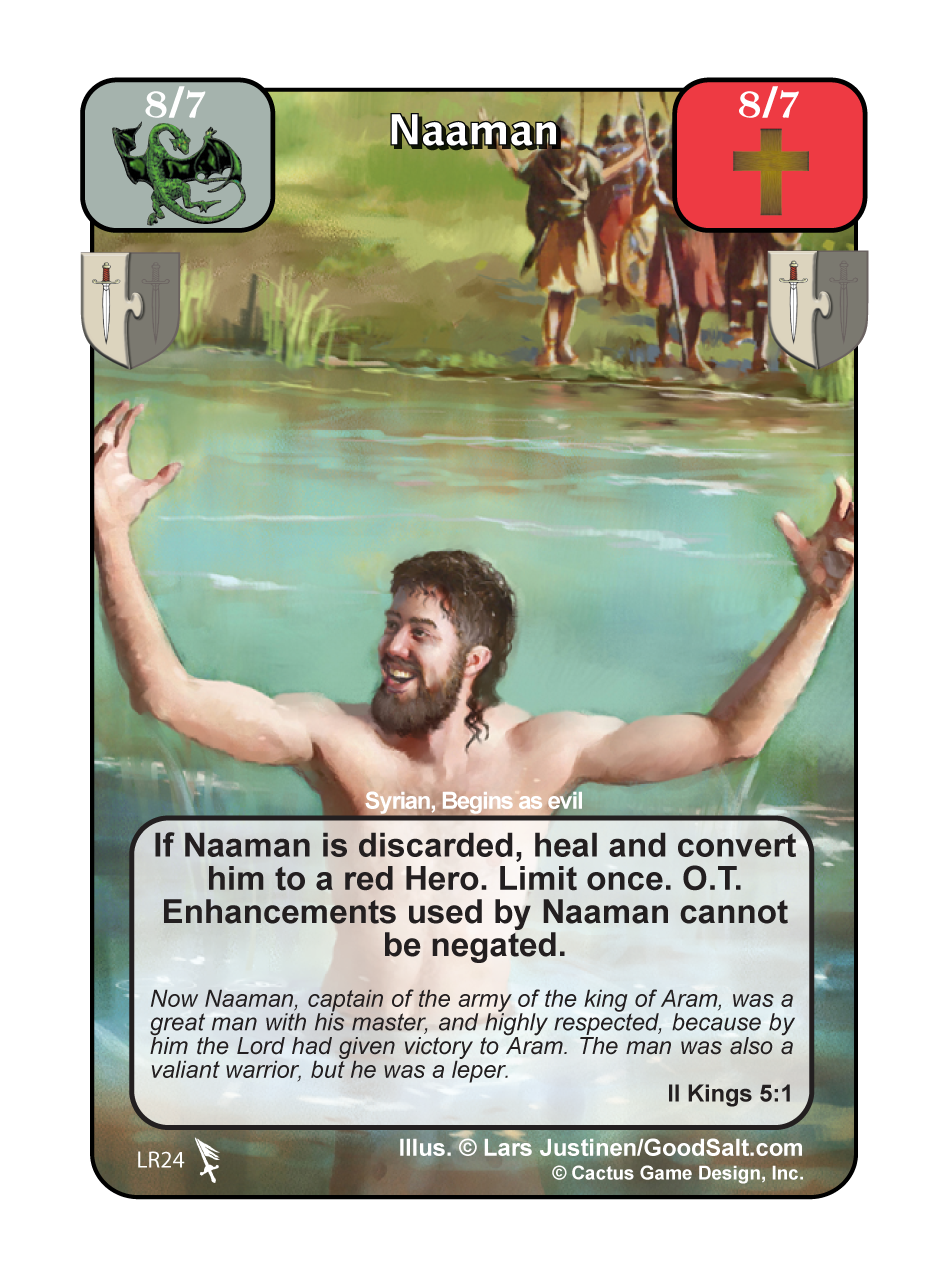 8/7
Naaman
8/7
Syrian, Begins as evil
If Naaman is discarded, heal and convert
him to a red Hero. Limit once. O.T.
Enhancements used by Naaman cannot
be negated.
Now Naaman, captain of the army of the king of Aram, was a
great man with his master, and highly respected, because by
him the Lord had given victory to Aram. The man was also a
valiant warrior, but he was a leper.
II Kings 5:1
LR24
Illus. © Lars Justinen/GoodSalt.com
© Cactus Game Design, Inc.